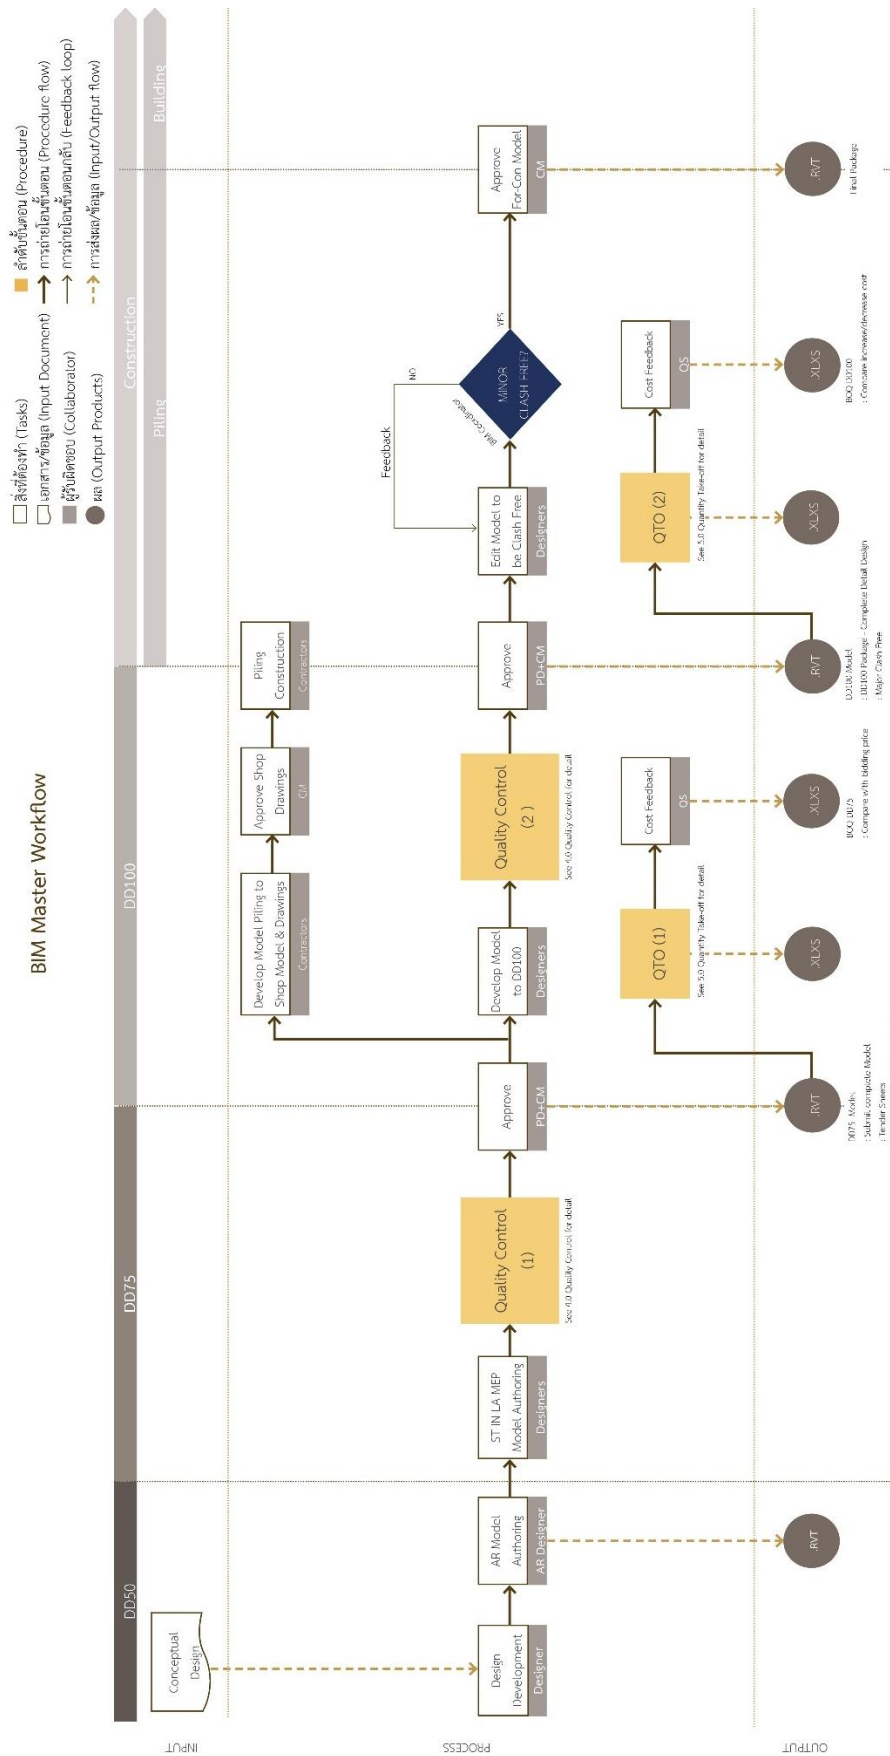 BIM Master Workflow
สิ่งที่ต้องทำ (Tasks)
เอกสาร/ข้อมูล (Input Document)
ผู้รับผิดชอบ (Collaborator)
ผล (Output Products)
ลำดับขั้นตอน (Procedure)
การถ่ายโอนขั้นตอน (Procedure flow)
การถ่ายโอนขั้นตอนกลับ (Feedback loop)
การส่งผล/ข้อมูล (Input/Output flow)
DD50
DD75
DD100
Construction
Piling
Building
INPUT
Conceptual
Design
Develop Model Piling to
Shop Model & Drawings
Contractors
Approve Shop
Drawings
CM
Piling
Construction
Contractors
PROCESS
Design
Development
Designer
AR Model
Authoring
AR Designer
ST IN LA MEP
Model Authoring
Designers
Quality Control
(1)
See 4.0 Quality Control for detail
Approve
PD+CM
Develop Model
to DD100
Designers
Quality Control
(2)
See 4.0 Quality Control for detail
Approve
PD+CM
Edit Model to
be Clash Free
Designers
Feedback
NO
BIM Coordinator
MINOR
CLASH FREE?
YES
Approve
For-Con Model
CM
QTO (1)
See 5.0 Quantity Take-off for detail
Cost Feedback
QS
QTO (2)
See 5.0 Quantity Take-off for detail
Cost Feedback
QS
OUTPUT
.RVT
.RVT
DD75 Model
: Submit complete Model
: Tender Sheets
.XLXS
.XLXS
BOQ DD75
: Compare with bidding price
.RVT
DD100 Model
: DD100 Package - Complete Detail Design
: Major Clash Free
.XLXS
.XLXS
BOQ DD100
: Compare increase/decrease cost
.RVT
Final Package